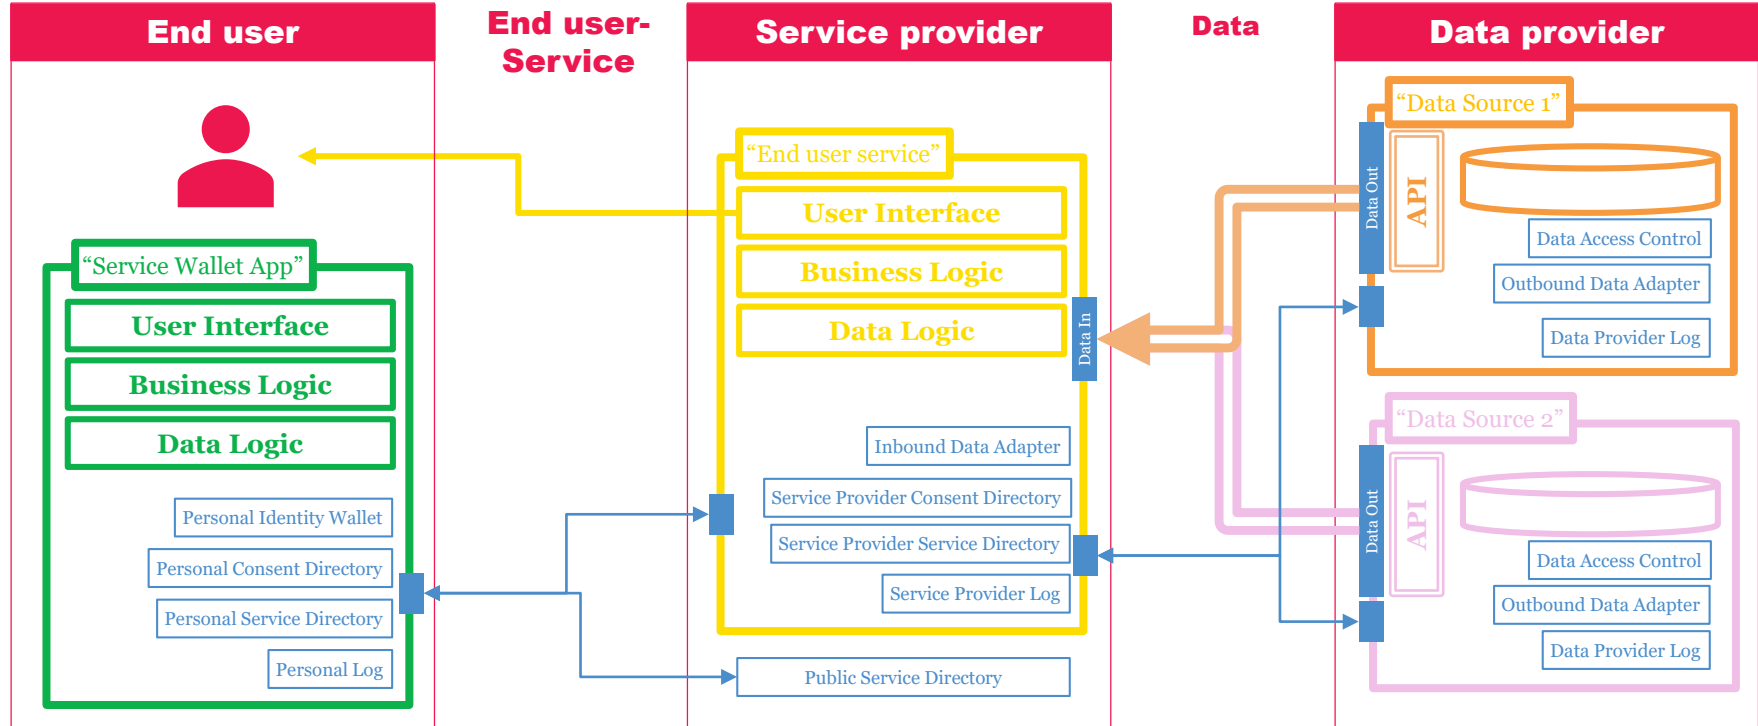 End user
End user-
Service
Service provider
Data
Data provider
“Service Wallet App”
User Interface
Business Logic
Data Logic
Personal Identity Wallet
Personal Consent Directory
Personal Service Directory
Personal Log
“End user service”
User Interface
Business Logic
Data Logic
Data In
Inbound Data Adapter
Service Provider Consent Directory
Service Provider Service Directory
Service Provider Log
Public Service Directory
“Data Source 1”
Data Out
API
Data Access Control
Outbound Data Adapter
Data Provider Log
“Data Source 2”
Data Out
API
Data Access Control
Outbound Data Adapter
Data Provider Log